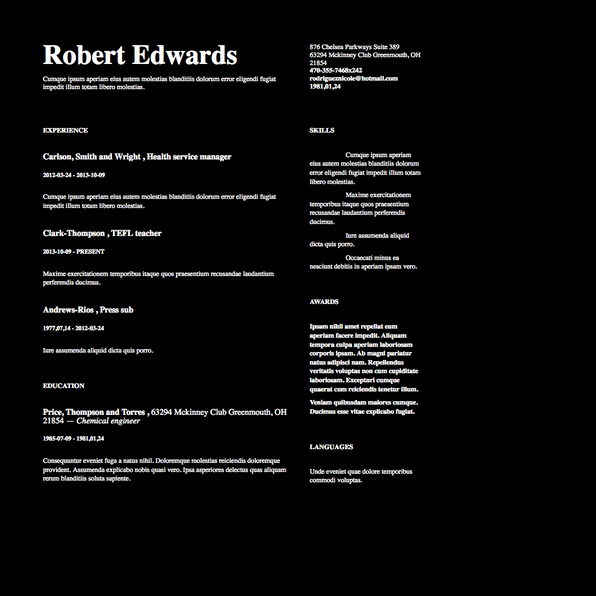 Robert Edwards
Cumque ipsum aperiam eius autem molestias blanditiis dolorum error eligendi fugiat
impedit illum totam libero molestias.
876 Chelsea Parkways Suite 389
63294 Mckinney Club Greenmouth, OH
21854
470-355-7468x242
rodrigueznicole@hotmail.com
1981,01,24
EXPERIENCE
Carlson, Smith and Wright , Health service manager
2012-03-24 - 2013-10-09
Cumque ipsum aperiam eius autem molestias blanditiis dolorum error eligendi fugiat
impedit illum totam libero molestias.
Clark-Thompson , TEFL teacher
2013-10-09 - PRESENT
Maxime exercitationem temporibus itaque quos praesentium recusandae laudantium
perferendis ducimus.
Andrews-Rios , Press sub
1977,07,14 - 2012-03-24
Iure assumenda aliquid dicta quis porro.
EDUCATION
Price, Thompson and Torres , 63294 Mckinney Club Greenmouth, OH
21854 — Chemical engineer
1985-07-09 - 1981,01,24
Consequuntur eveniet fuga a natus nihil. Doloremque molestias reiciendis doloremque
provident. Assumenda explicabo nobis quasi vero. Ipsa asperiores delectus quas aliquam
rerum blanditiis soluta sapiente.
SKILLS
Cumque ipsum aperiam
eius autem molestias blanditiis dolorum
error eligendi fugiat impedit illum totam
libero molestias.
Maxime exercitationem
temporibus itaque quos praesentium
recusandae laudantium perferendis
ducimus.
Iure assumenda aliquid
dicta quis porro.
Occaecati minus ea
nesciunt debitis in aperiam ipsam vero.
AWARDS
Ipsam nihil amet repellat eum
aperiam facere impedit. Aliquam
tempora culpa aperiam laboriosam
corporis ipsam. Ab magni pariatur
natus adipisci nam. Repellendus
veritatis voluptas non cum cupiditate
laboriosam. Excepturi cumque
quaerat cum reiciendis tenetur illum.
Veniam quibusdam maiores cumque.
Ducimus esse vitae explicabo fugiat.
LANGUAGES
Unde eveniet quae dolore temporibus
commodi voluptas.